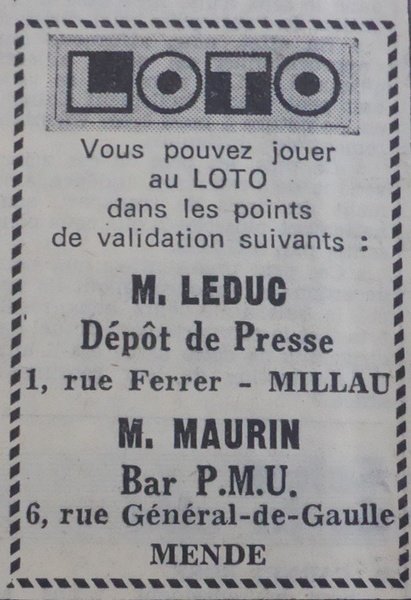 LOTO
Vous pouvez jouer
au LOTO
dans les points
de validation suivants :
M. LEDUC
Dépôt de Presse
1, rue Ferrer - MILLAU
M. MAURIN
Bar P.M.U.
6, rue Général-de-Gaulle
MENDE